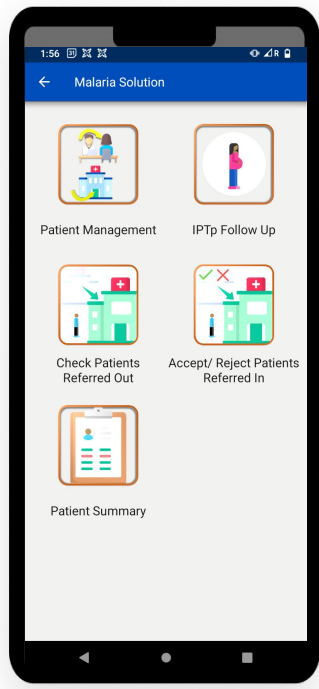 1:56 31 R
Malaria Solution
Patient Management
IPTp Follow Up
Check Patients
Referred Out
Accept/ Reject Patients
Referred In
Patient Summary